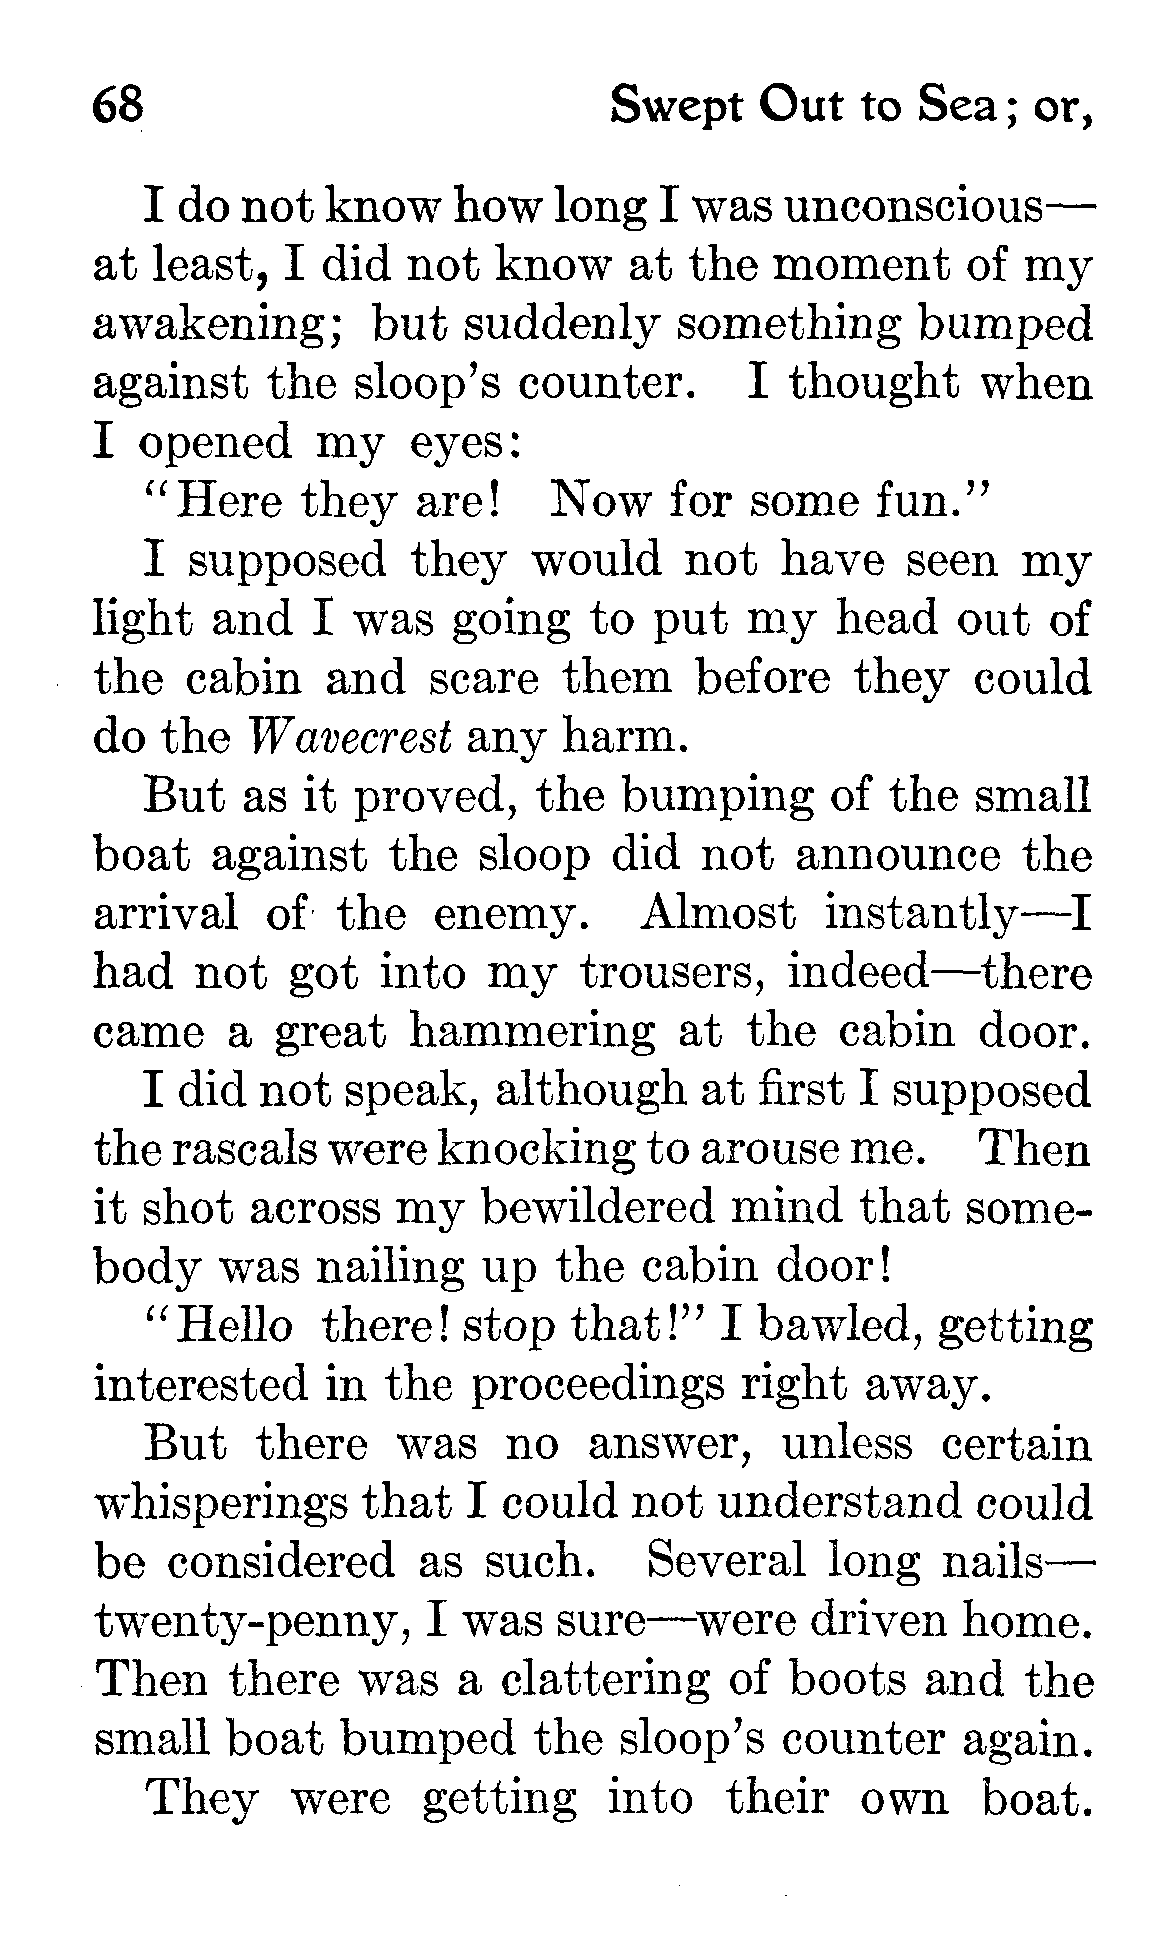 68 Swept Out to Sea; or,
I do not know how long I was unconscious—
at least, I did not know at the moment of my
awakening; but suddenly something bumped
against the sloop's counter. I thought when
I opened my eyes:
"Here they are! Now for some fun."
I supposed they would not have seen my
light and I was going to put my head out of
the cabin and scare them before they could
do the Wavecrest any harm.
But as it proved, the bumping of the small
boat against the sloop did not announce the
arrival of the enemy. Almost instantly—I
had not got into my trousers, indeed—there
came a great hammering at the cabin door.
I did not speak, although at first I supposed
the rascals were knocking to arouse me. Then
it shot across my bewildered mind that some-
body was nailing up the cabin door!
"Hello there! stop that!" I bawled, getting
interested in the proceedings right away.
But there was no answer, unless certain
whisperings that I could not understand could
be considered as such. Several long nails—
twenty-penny, I was sure—were driven home.
Then there was a clattering of boots and the
small boat bumped the sloop's counter again.
They were getting into their own boat.